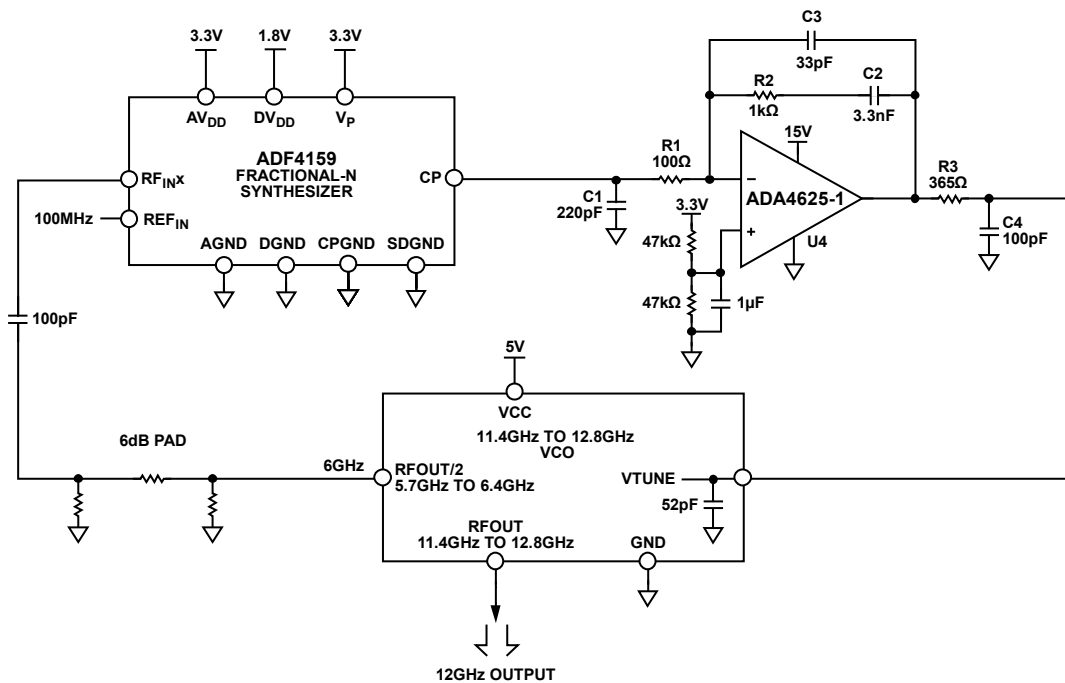 3.3V
1.8V
3.3V
AVDD
DVDD
VP
ADF4159
FRACTIONAL-N
SYNTHESIZER
RFINx
100MHz
REFIN
CP
AGND
DGND
CPGND
SDGND
100pF
C1
220pF
R1
100Ω
C3
33pF
R2
1kΩ
C2
3.3nF
15V
−
ADA4625-1
+
U4
3.3V
47kΩ
47kΩ
1µF
R3
365Ω
C4
100pF
6dB PAD
6GHz
5V
VCC
11.4GHz TO 12.8GHz
VCO
RFOUT/2
5.7GHz TO 6.4GHz
VTUNE
52pF
RFOUT
11.4GHz TO 12.8GHz
GND
12GHz OUTPUT